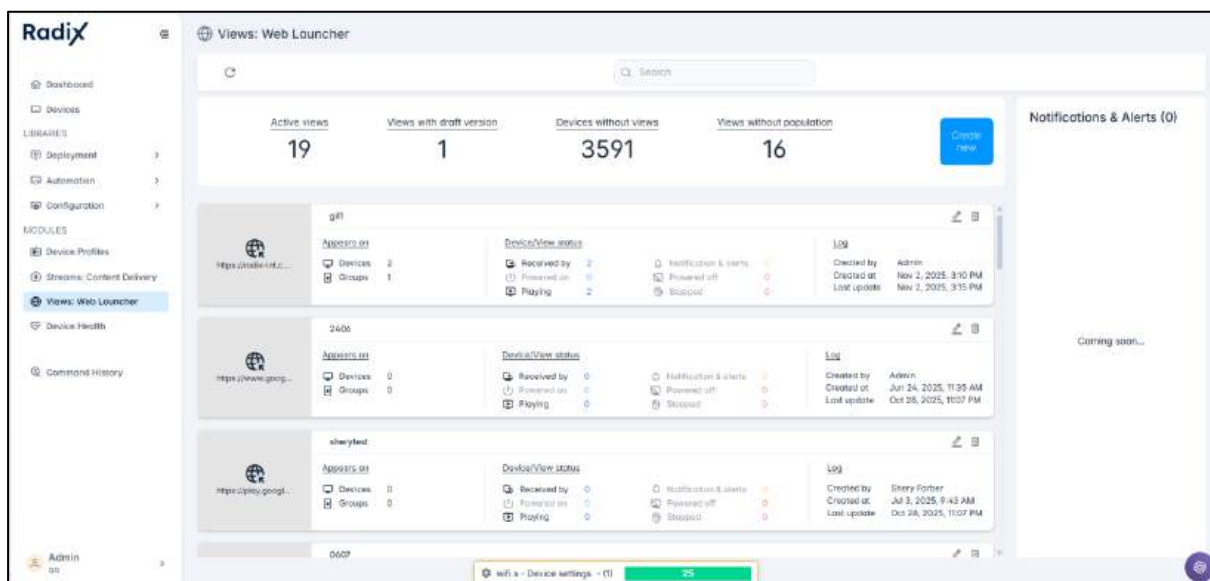 Radix
Views: Web Launcher
Search
Dashboard
Devices
LIBRARIES
Deployment
Automation
Configuration
MODULES
Device Profiles
Streams: Content Delivery
Views: Web Launcher
Device Health
Command History
Admin
Active views
19
Views with draft version
1
Devices without views
3591
Views without population
16
Create new
Notifications & Alerts (0)
Coming soon...
gif1
Appears on
Devices 2
Groups 1
Device/View status
Received by 2
Powered on 0
Playing 2
Notification & alerts 0
Powered off 0
Stopped 0
Log
Created by Admin
Created at Nov 2, 2025, 3:10 PM
Last update Nov 2, 2025, 3:15 PM
2406
https://www.goog...
Appears on
Devices 0
Groups 0
Device/View status
Received by 0
Powered on 0
Playing 0
Notification & alerts 0
Powered off 0
Stopped 0
Log
Created by Admin
Created at Jun 24, 2025, 11:35 AM
Last update Oct 28, 2025, 11:07 PM
sherytest
https://play.googl...
Appears on
Devices 0
Groups 0
Device/View status
Received by 0
Powered on 0
Playing 0
Notification & alerts 0
Powered off 0
Stopped 0
Log
Created by Shery Farber
Created at Jul 3, 2025, 9:43 AM
Last update Oct 28, 2025, 11:07 PM
0607
wifi s - Device settings - (1)
25